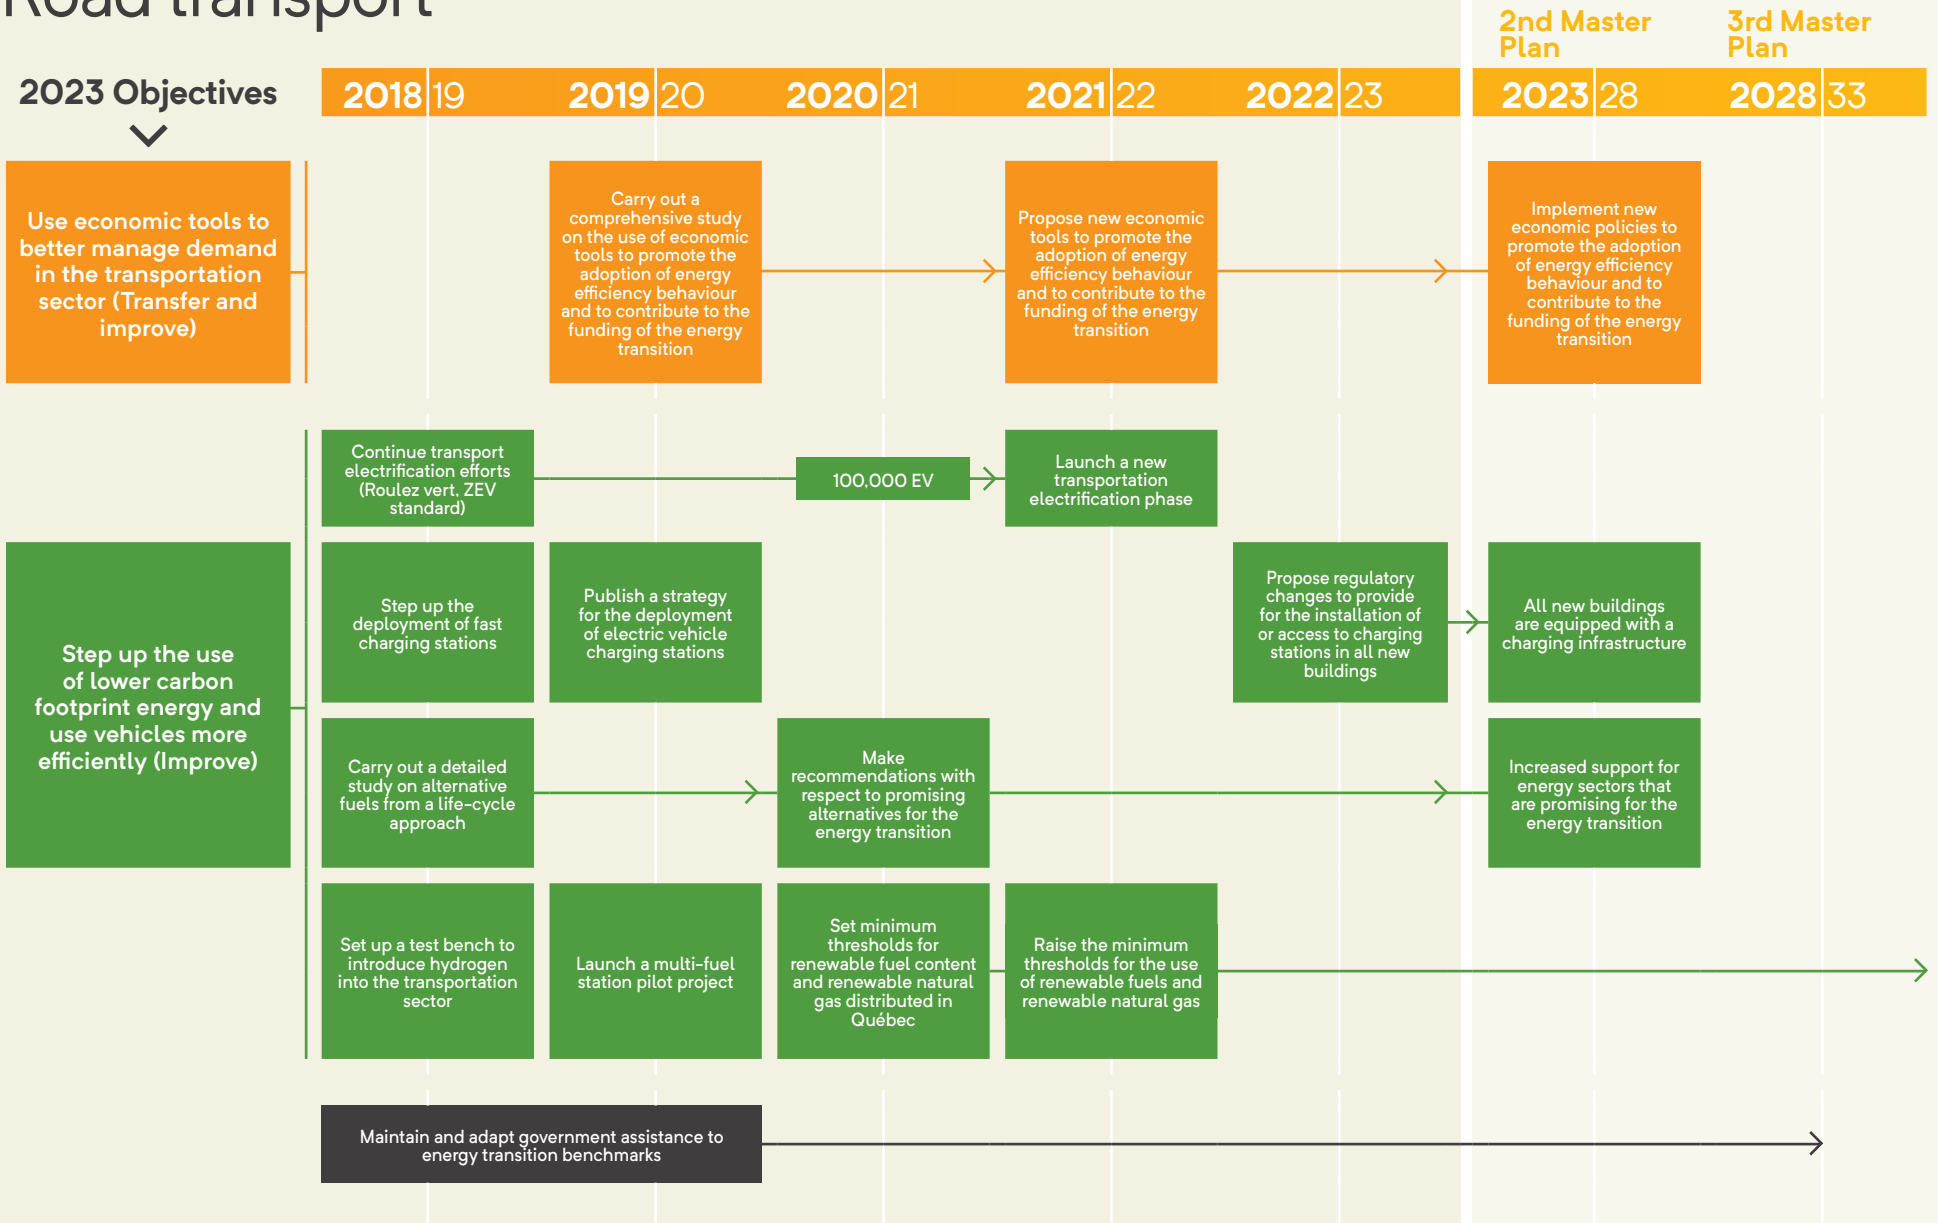 Road transport
2nd Master
Plan
3rd Master
Plan
2023 Objectives
2018|19
2019|20
2020|21
2021|22
2022|23
2023|28
2028|33
Use economic tools to
better manage demand
in the transportation
sector (Transfer and
improve)
Carry out a
comprehensive study
on the use of economic
tools to promote the
adoption of energy
efficiency behaviour
and to contribute to the
funding of the energy
transition
Propose new economic
tools to promote the
adoption of energy
efficiency behaviour
and to contribute to the
funding of the energy
transition
Implement new
economic policies to
promote the adoption
of energy efficiency
behaviour and to
contribute to the
funding of the energy
transition
Step up the use
of lower carbon
footprint energy and
use vehicles more
efficiently (Improve)
Continue transport
electrification efforts
(Roulez vert, ZEV
standard)
100,000 EV
Launch a new
transportation
electrification phase
Step up the
deployment of fast
charging stations
Publish a strategy
for the deployment
of electric vehicle
charging stations
Propose regulatory
changes to provide
for the installation of
or access to charging
stations in all new
buildings
All new buildings
are equipped with a
charging infrastructure
Carry out a detailed
study on alternative
fuels from a life-cycle
approach
Make
recommendations with
respect to promising
alternatives for the
energy transition
Increased support for
energy sectors that
are promising for the
energy transition
Set up a test bench to
introduce hydrogen
into the transportation
sector
Launch a multi-fuel
station pilot project
Set minimum
thresholds for
renewable fuel content
and renewable natural
gas distributed in
Québec
Raise the minimum
thresholds for the use
of renewable fuels and
renewable natural gas
Maintain and adapt government assistance to
energy transition benchmarks